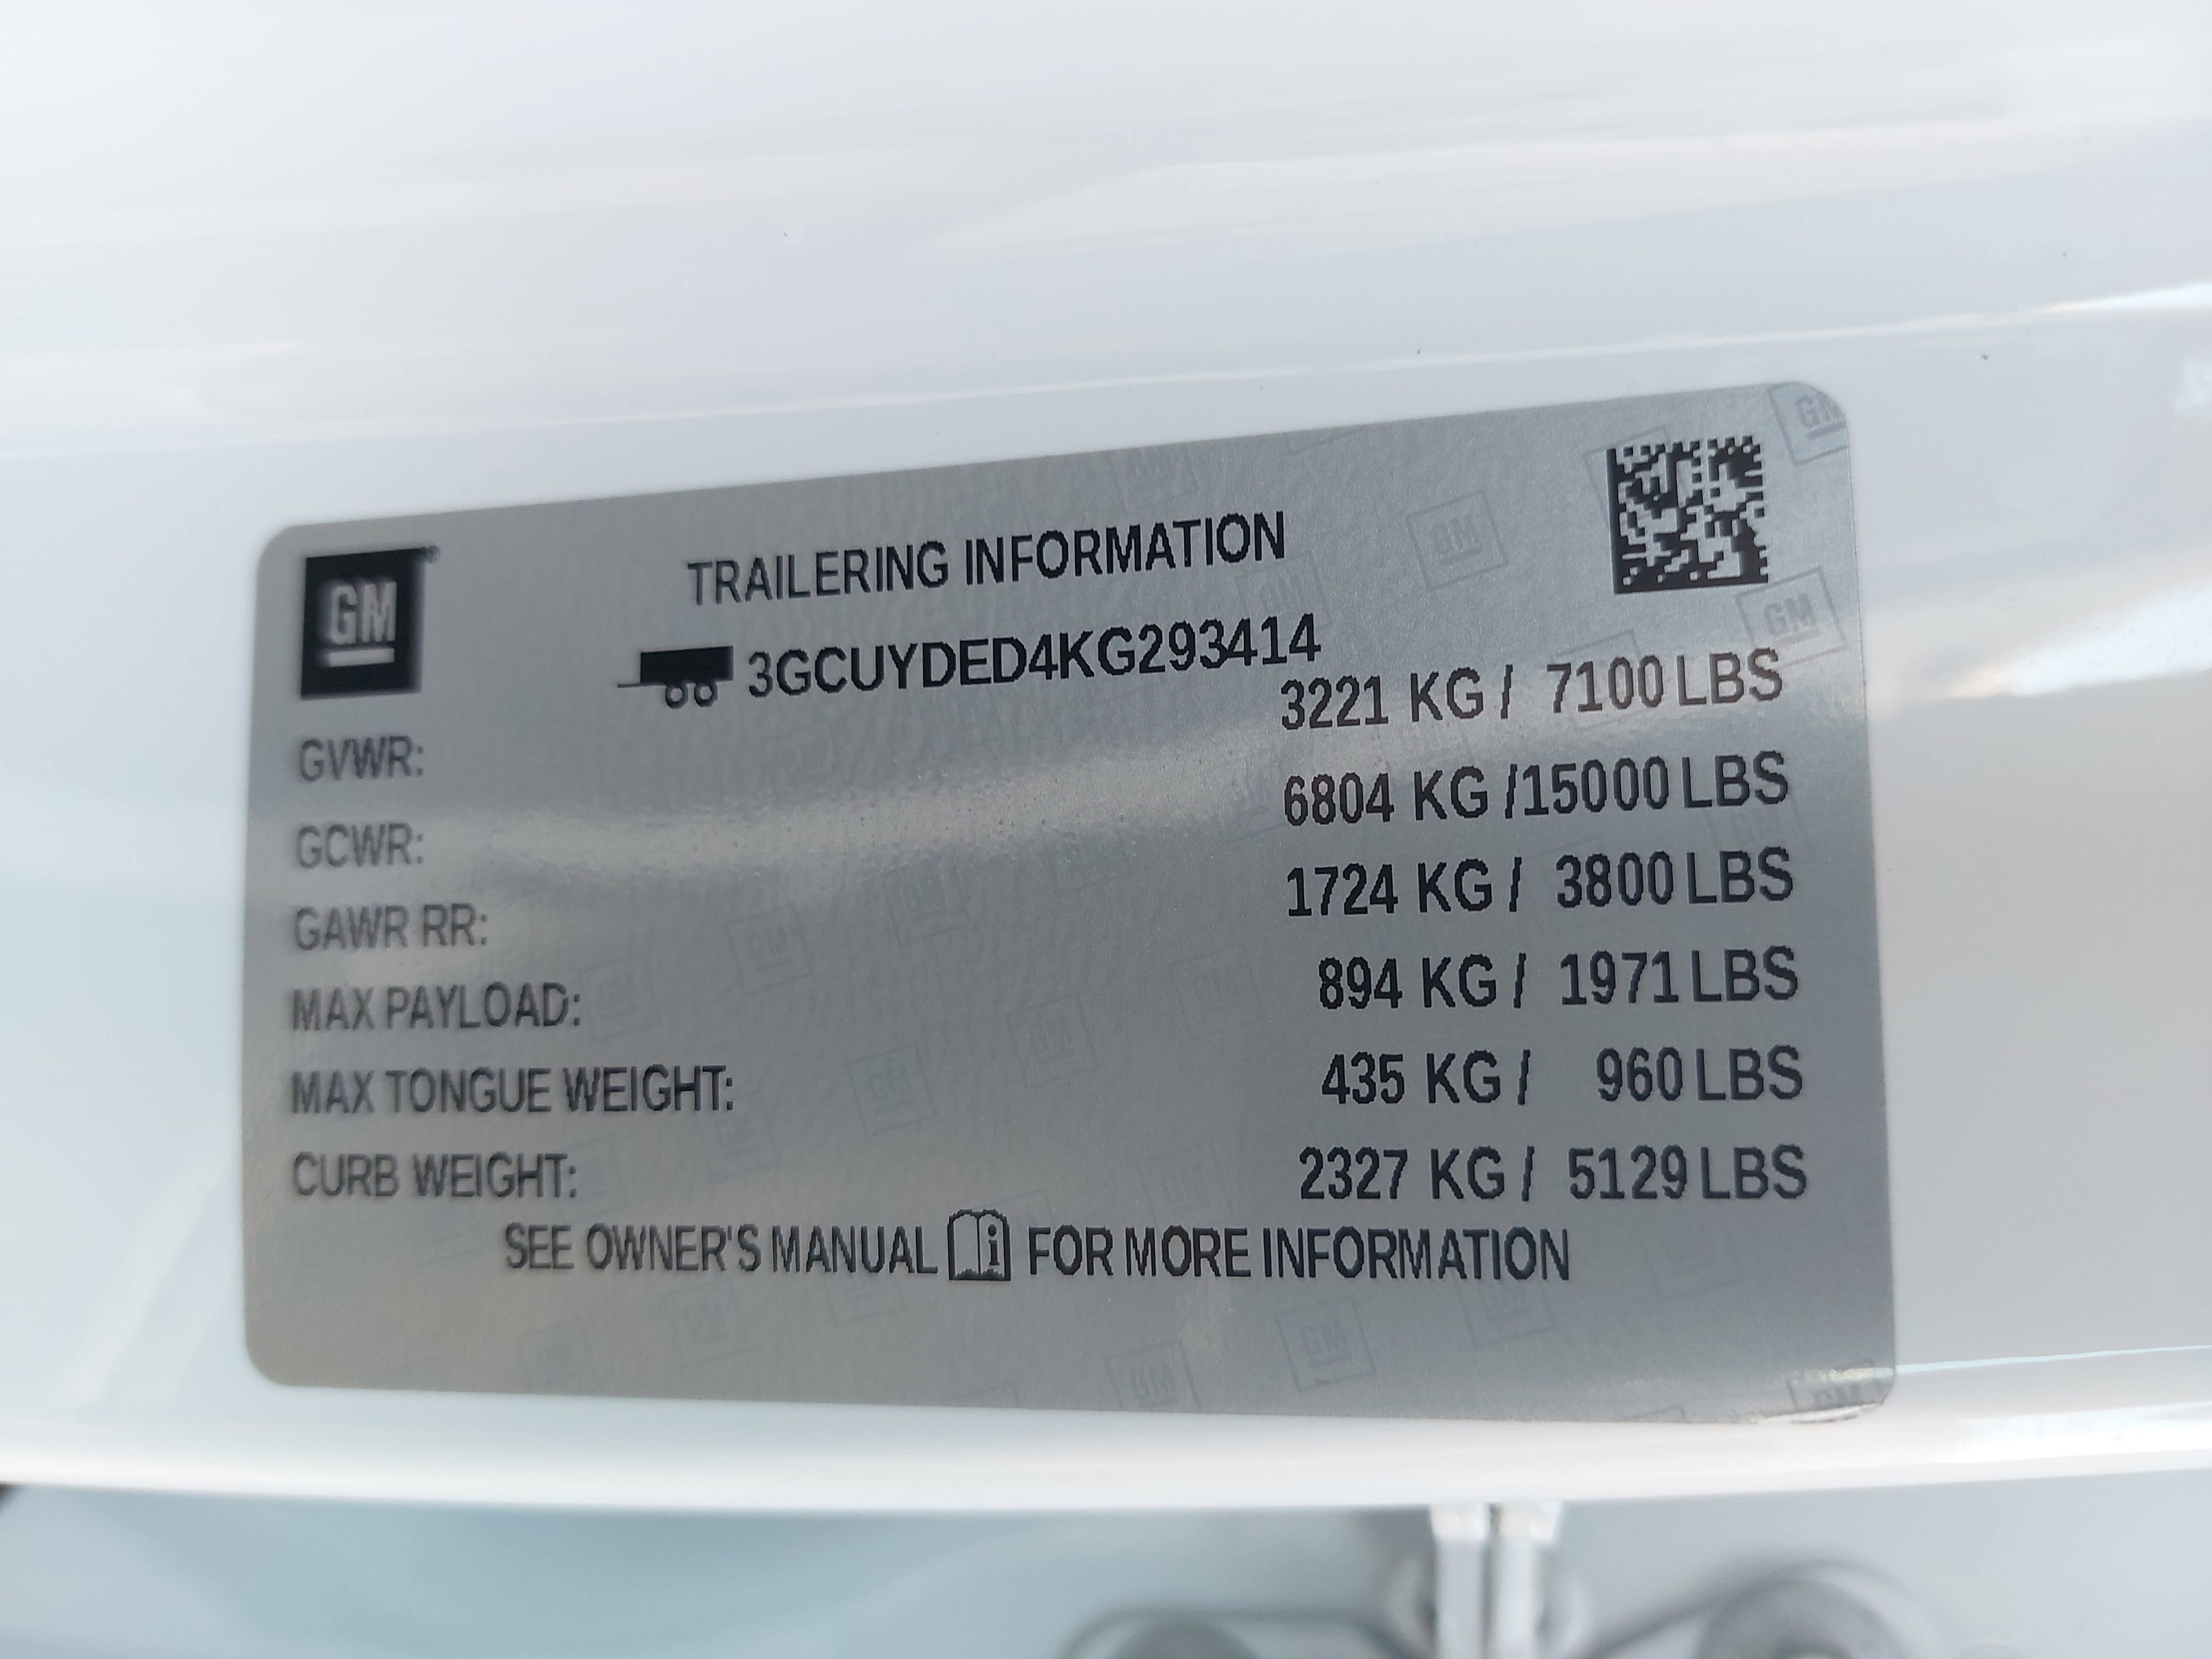 GM
TRAILERING INFORMATION
3GCUYDED4KG293414
GVWR: 3221 KG / 7100 LBS
GCWR: 6804 KG /15000 LBS
GAWR RR: 1724 KG / 3800 LBS
MAX PAYLOAD: 894 KG / 1971 LBS
MAX TONGUE WEIGHT: 435 KG / 960 LBS
CURB WEIGHT: 2327 KG / 5129 LBS
SEE OWNER'S MANUAL i FOR MORE INFORMATION